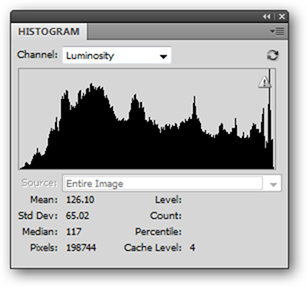 HISTOGRAM
Channel: Luminosity
Source: Entire Image
Mean: 126.10 Level:
Std Dev: 65.02 Count:
Median: 117 Percentile:
Pixels: 198744 Cache Level: 4